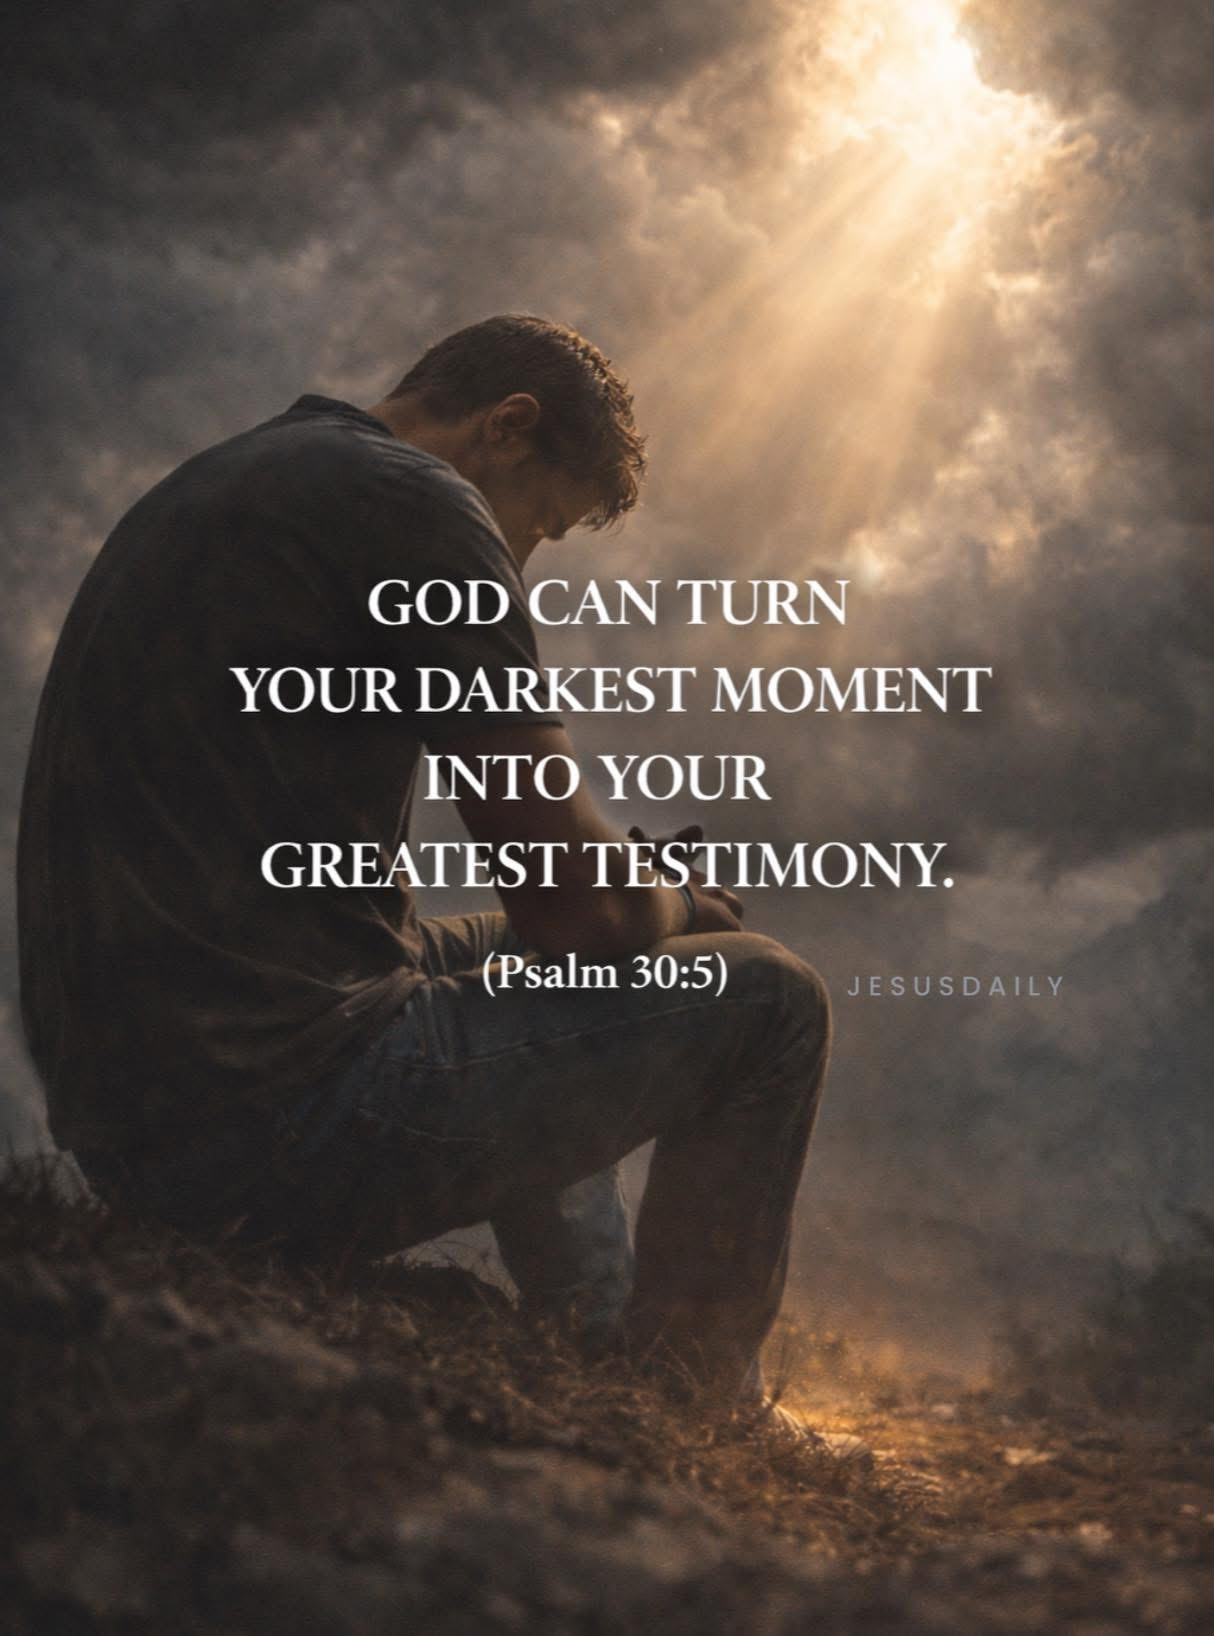 GOD CAN TURN
YOUR DARKEST MOMENT
INTO YOUR
GREATEST TESTIMONY.
(Psalm 30:5)
JESUSDAILY